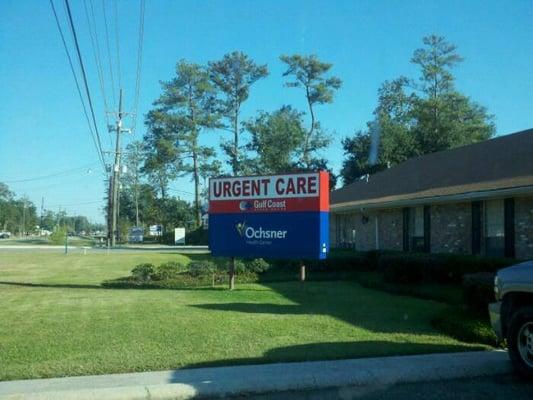 URGENT CARE
Gulf Coast
Ochsner
Health Center